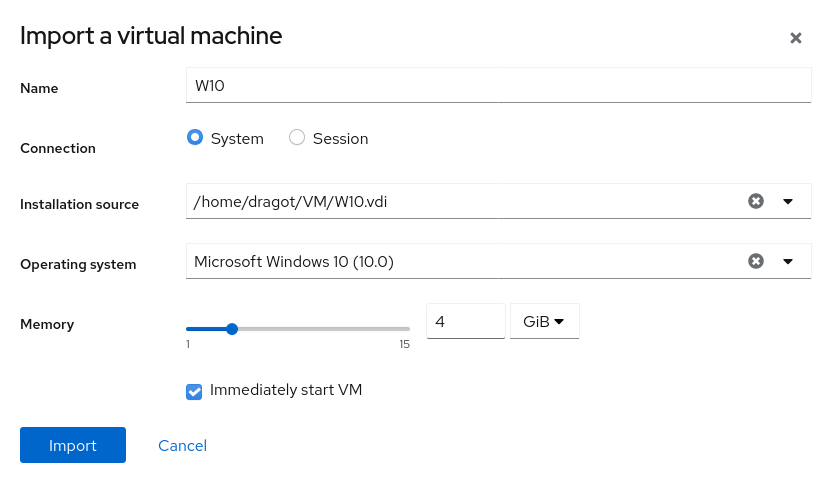 Import a virtual machine
Name
W10
Connection
System
Session
Installation source
/home/dragot/VM/W10.vdi
Operating system
Microsoft Windows 10 (10.0)
Memory
1
15
4
GiB
Immediately start VM
Import
Cancel